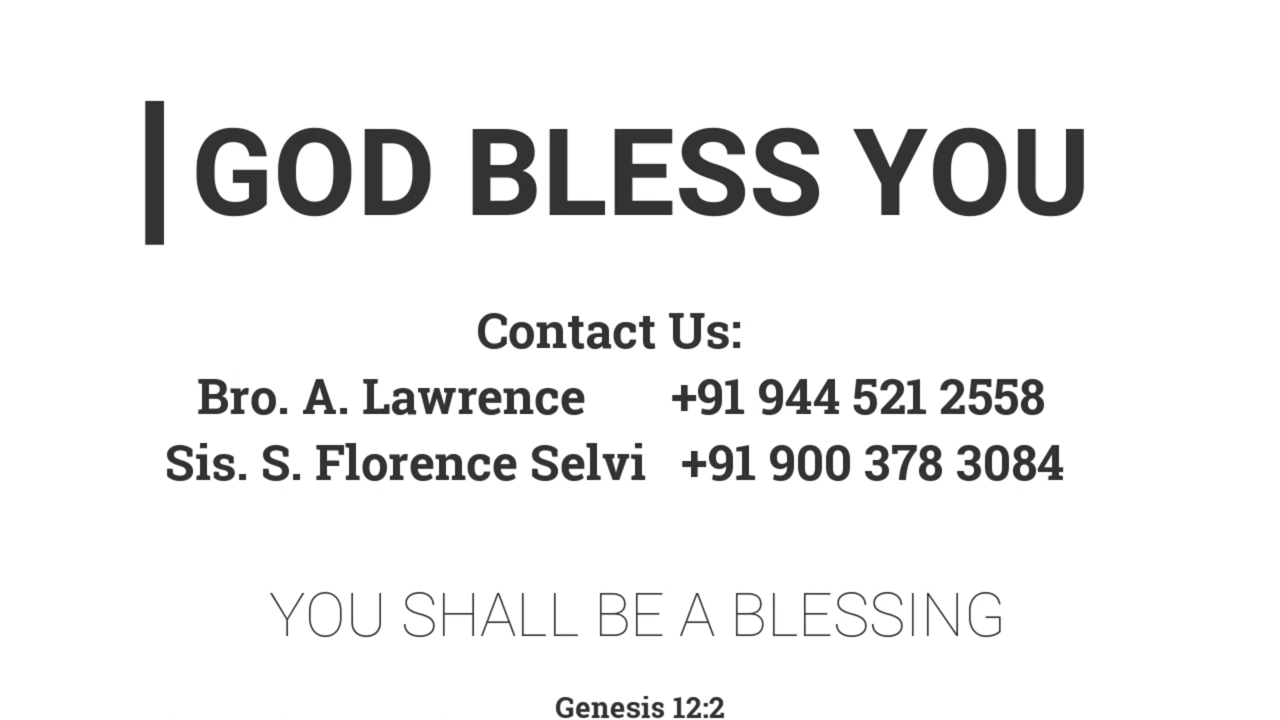 GOD BLESS YOU
Contact Us:
Bro. A. Lawrence +91 944 521 2558
Sis. S. Florence Selvi +91 900 378 3084
YOU SHALL BE A BLESSING
Genesis 12:2